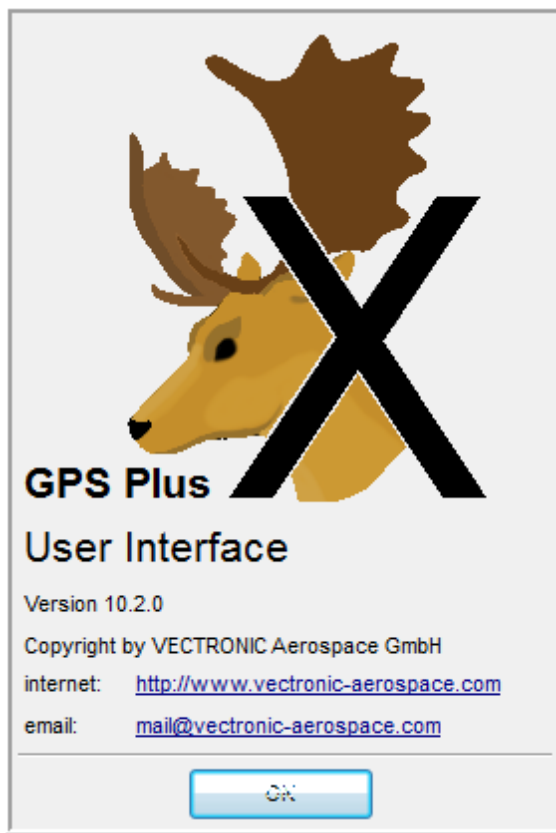 GPS Plus X
User Interface
Version 10.2.0
Copyright by VECTRONIC Aerospace GmbH
internet: http://www.vectronic-aerospace.com
email: mail@vectronic-aerospace.com
OK